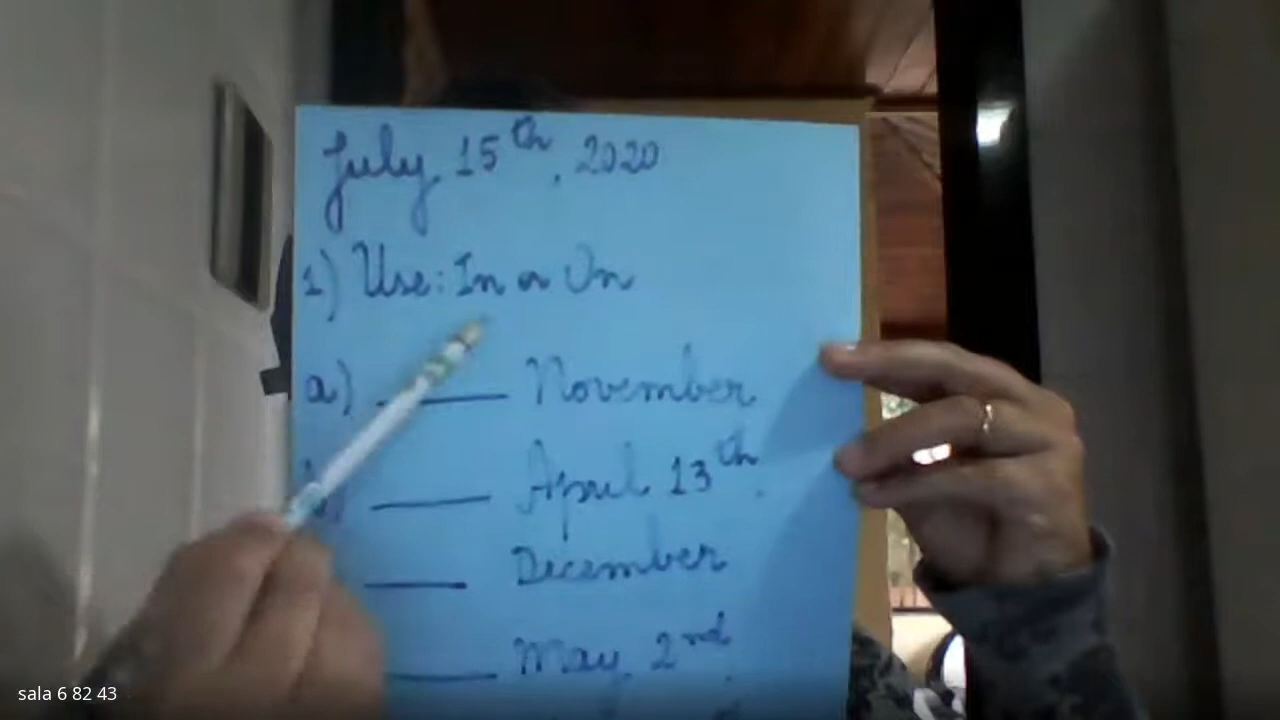 July, 15th, 2020
1) Use: In or On
a) ____ November
____ April 13th.
____ December
____ May, 2nd.
sala 6 82 43